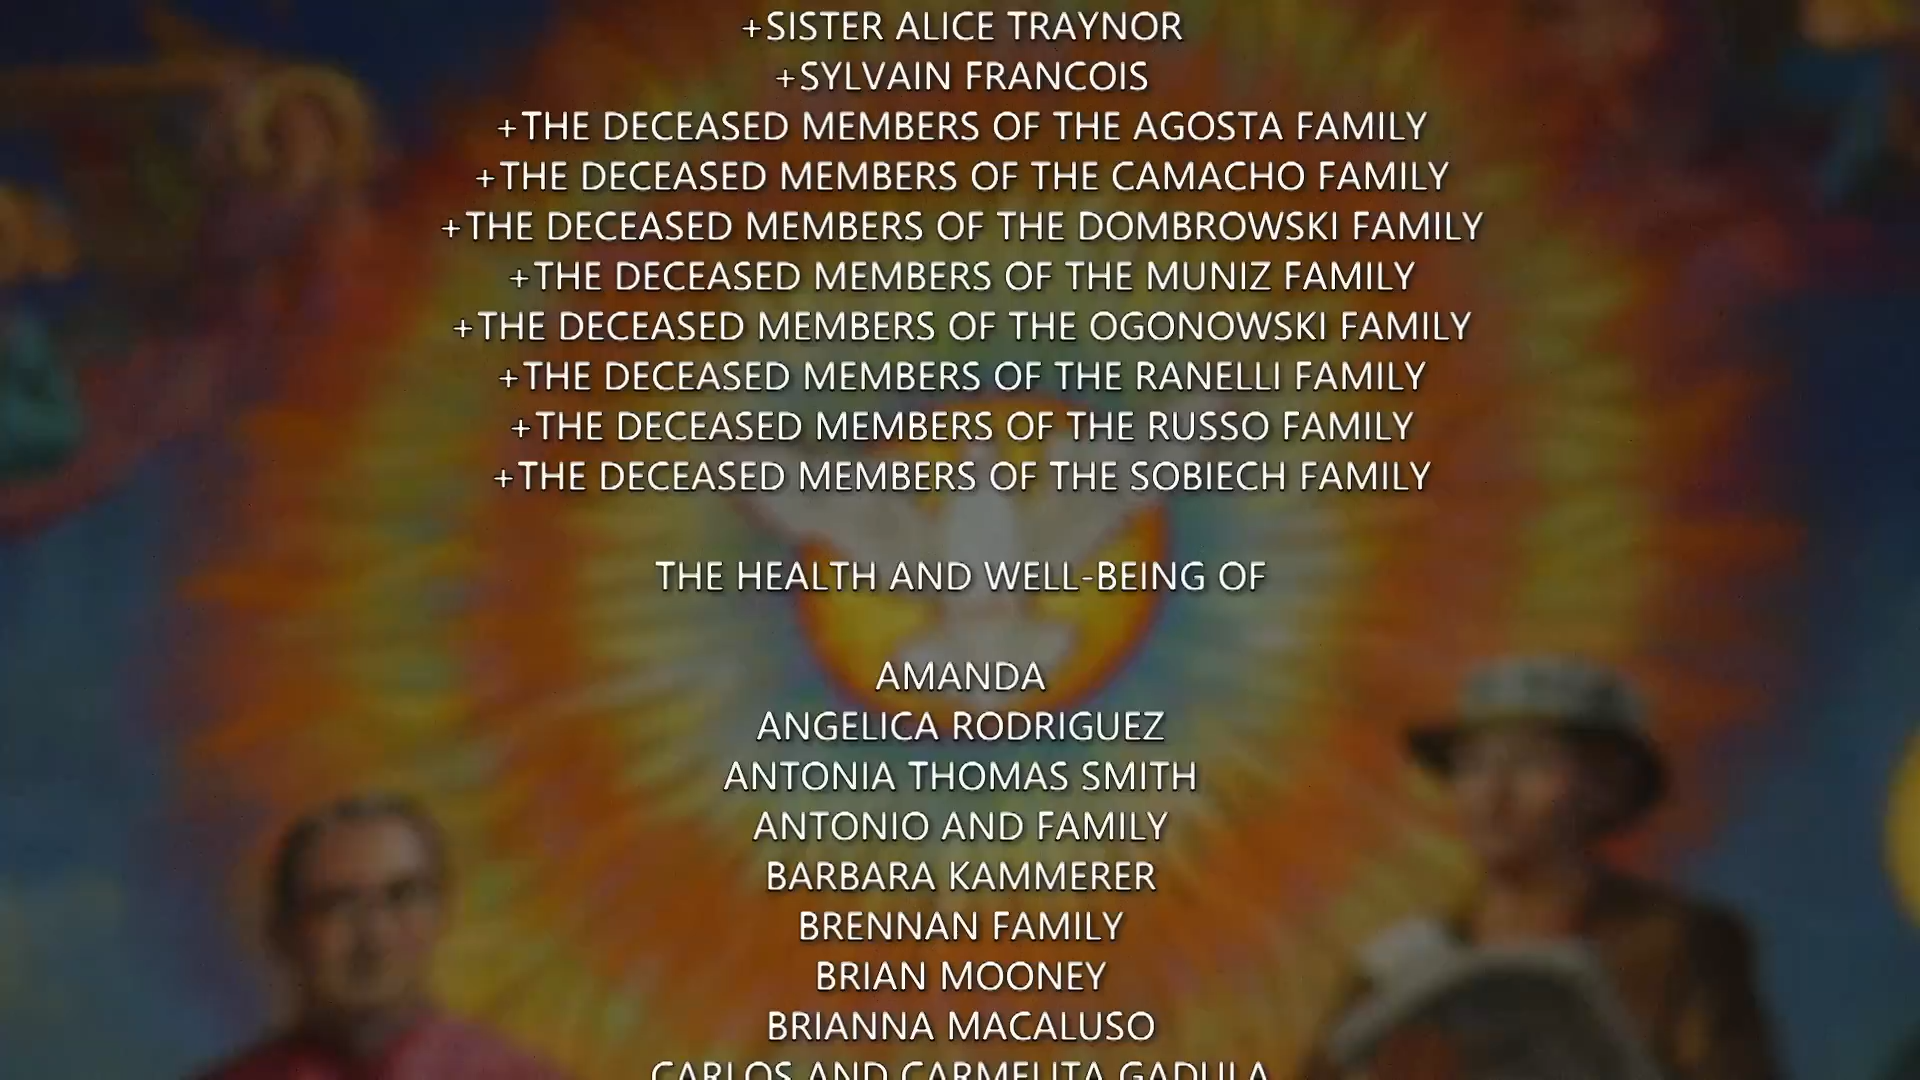 +SISTER ALICE TRAYNOR
+SYLVAIN FRANCOIS
+THE DECEASED MEMBERS OF THE AGOSTA FAMILY
+THE DECEASED MEMBERS OF THE CAMACHO FAMILY
+THE DECEASED MEMBERS OF THE DOMBROWSKI FAMILY
+THE DECEASED MEMBERS OF THE MUNIZ FAMILY
+THE DECEASED MEMBERS OF THE OGONOWSKI FAMILY
+THE DECEASED MEMBERS OF THE RANELLI FAMILY
+THE DECEASED MEMBERS OF THE RUSSO FAMILY
+THE DECEASED MEMBERS OF THE SOBIECH FAMILY
THE HEALTH AND WELL-BEING OF
AMANDA
ANGELICA RODRIGUEZ
ANTONIA THOMAS SMITH
ANTONIO AND FAMILY
BARBARA KAMMERER
BRENNAN FAMILY
BRIAN MOONEY
BRIANNA MACALUSO
CARLOS AND CARMELITA